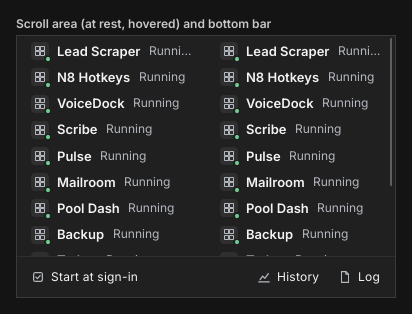 Scroll area (at rest, hovered) and bottom bar
Lead Scraper Runni... Lead Scraper Runni...
N8 Hotkeys Running N8 Hotkeys Running
VoiceDock Running VoiceDock Running
Scribe Running Scribe Running
Pulse Running Pulse Running
Mailroom Running Mailroom Running
Pool Dash Running Pool Dash Running
Backup Running Backup Running
Start at sign-in History Log